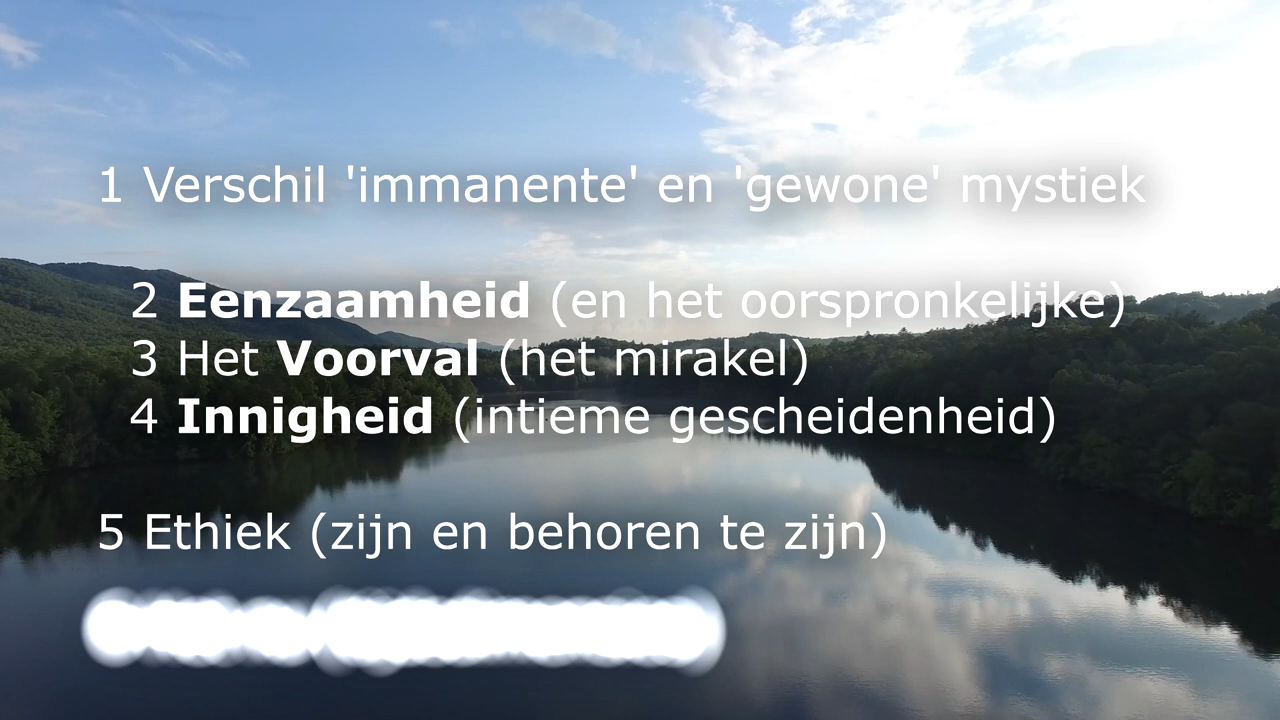 1 Verschil 'immanente' en 'gewone' mystiek
2 Eenzaamheid (en het oorspronkelijke)
3 Het Voorval (het mirakel)
4 Innigheid (intieme gescheidenheid)
5 Ethiek (zijn en behoren te zijn)